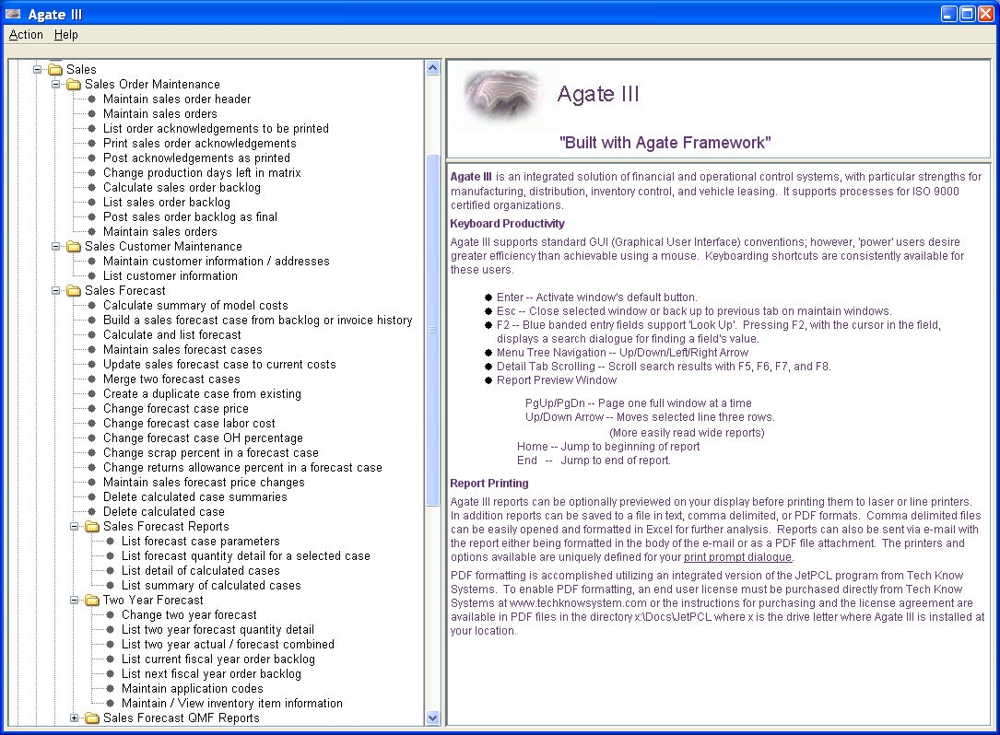 Agate III
Action Help
Sales
Sales Order Maintenance
Maintain sales order header
Maintain sales orders
List order acknowledgements to be printed
Print sales order acknowledgements
Post acknowledgements as printed
Change production days left in matrix
Calculate sales order backlog
List sales order backlog
Post sales order backlog as final
Maintain sales orders
Sales Customer Maintenance
Maintain customer information / addresses
List customer information
Sales Forecast
Calculate summary of model costs
Build a sales forecast case from backlog or invoice history
Calculate and list forecast
Maintain sales forecast cases
Update sales forecast case to current costs
Merge two forecast cases
Create a duplicate case from existing
Change forecast case price
Change forecast case labor cost
Change forecast case OH percentage
Change scrap percent in a forecast case
Change returns allowance percent in a forecast case
Maintain sales forecast price changes
Delete calculated case summaries
Delete calculated case
Sales Forecast Reports
List forecast case parameters
List forecast quantity detail for a selected case
List detail of calculated cases
List summary of calculated cases
Two Year Forecast
Change two year forecast
List two year forecast quantity detail
List two year actual / forecast combined
List current fiscal year order backlog
List next fiscal year order backlog
Maintain application codes
Maintain / View inventory item information
Sales Forecast QMF Reports
Agate III
"Built with Agate Framework"
Agate III is an integrated solution of financial and operational control systems, with particular strengths for
manufacturing, distribution, inventory control, and vehicle leasing. It supports processes for ISO 9000
certified organizations.
Keyboard Productivity
Agate III supports standard GUI (Graphical User Interface) conventions; however, 'power' users desire
greater efficiency than achievable using a mouse. Keyboarding shortcuts are consistently available for
these users.
Enter -- Activate window's default button.
Esc -- Close selected window or back up to previous tab on maintain windows.
F2 -- Blue banded entry fields support 'Look Up'. Pressing F2, with the cursor in the field,
displays a search dialogue for finding a field's value.
Menu Tree Navigation -- Up/Down/Left/Right Arrow
Detail Tab Scrolling -- Scroll search results with F5, F6, F7, and F8.
Report Preview Window
PgUp/PgDn -- Page one full window at a time
Up/Down Arrow -- Moves selected line three rows.
(More easily read wide reports)
Home -- Jump to beginning of report
End -- Jump to end of report.
Report Printing
Agate III reports can be optionally previewed on your display before printing them to laser or line printers.
In addition reports can be saved to a file in text, comma delimited, or PDF formats. Comma delimited files
can be easily opened and formatted in Excel for further analysis. Reports can also be sent via e-mail with
the report either being formatted in the body of the e-mail or as a PDF file attachment. The printers and
options available are uniquely defined for your print prompt dialogue.
PDF formatting is accomplished utilizing an integrated version of the JetPCL program from Tech Know
Systems. To enable PDF formatting, an end user license must be purchased directly from Tech Know
Systems at www.techknowsystem.com or the instructions for purchasing and the license agreement are
available in PDF files in the directory x:\Docs\JetPCL where x is the drive letter where Agate III is installed at
your location.